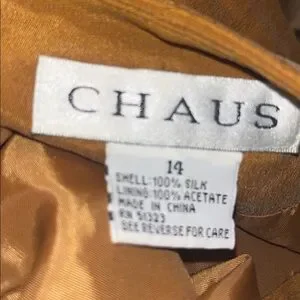 CHAUS
14
SHELL:100% SILK
LINING:100% ACETATE
MADE IN CHINA
RN 51323
SEE REVERSE FOR CARE